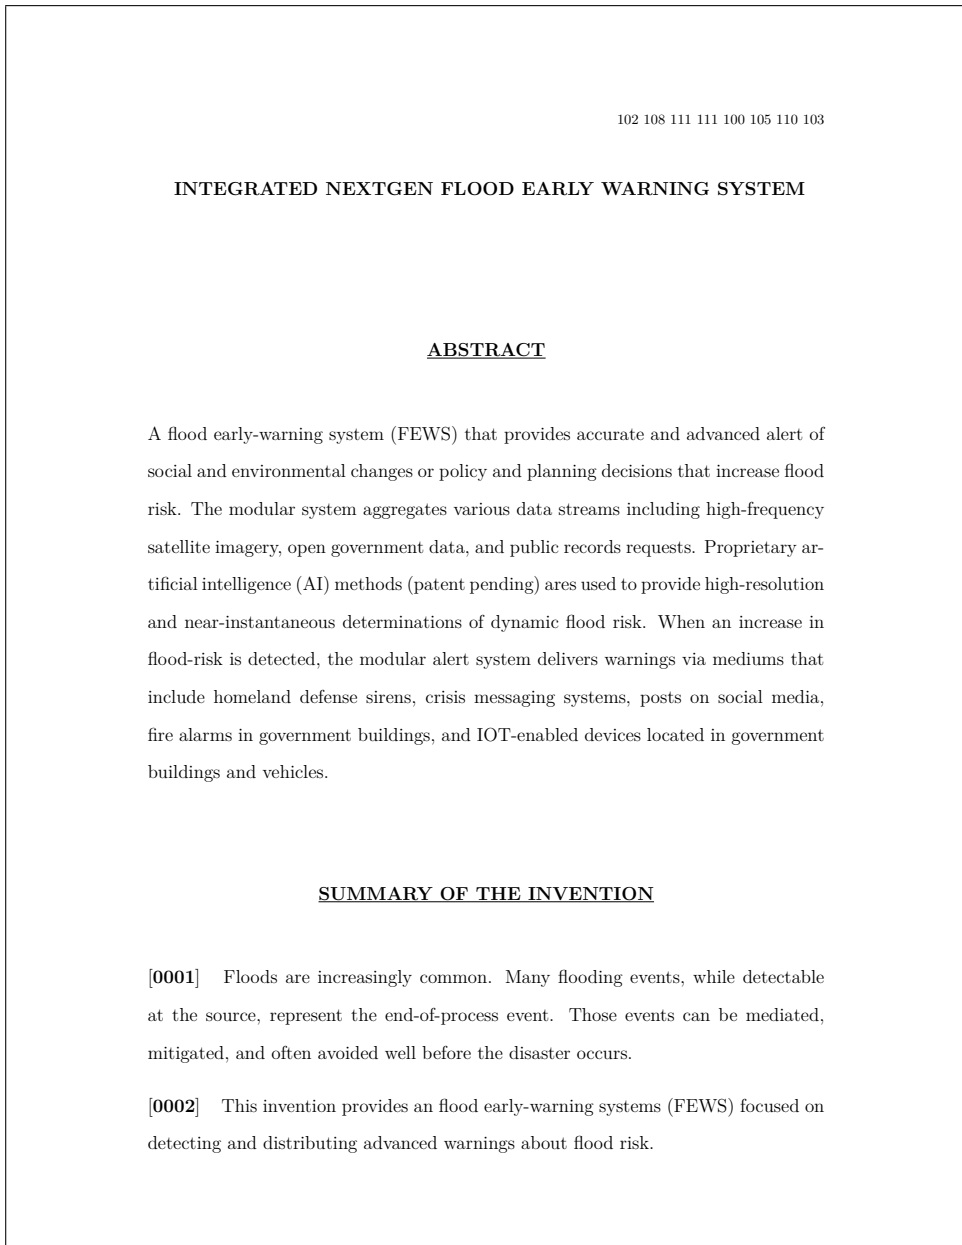 102 108 111 111 100 105 110 103
INTEGRATED NEXTGEN FLOOD EARLY WARNING SYSTEM
ABSTRACT
A flood early-warning system (FEWS) that provides accurate and advanced alert of
social and environmental changes or policy and planning decisions that increase flood
risk. The modular system aggregates various data streams including high-frequency
satellite imagery, open government data, and public records requests. Proprietary ar-
tificial intelligence (AI) methods (patent pending) ares used to provide high-resolution
and near-instantaneous determinations of dynamic flood risk. When an increase in
flood-risk is detected, the modular alert system delivers warnings via mediums that
include homeland defense sirens, crisis messaging systems, posts on social media,
fire alarms in government buildings, and IOT-enabled devices located in government
buildings and vehicles.
SUMMARY OF THE INVENTION
[0001] Floods are increasingly common. Many flooding events, while detectable
at the source, represent the end-of-process event. Those events can be mediated,
mitigated, and often avoided well before the disaster occurs.
[0002] This invention provides an flood early-warning systems (FEWS) focused on
detecting and distributing advanced warnings about flood risk.